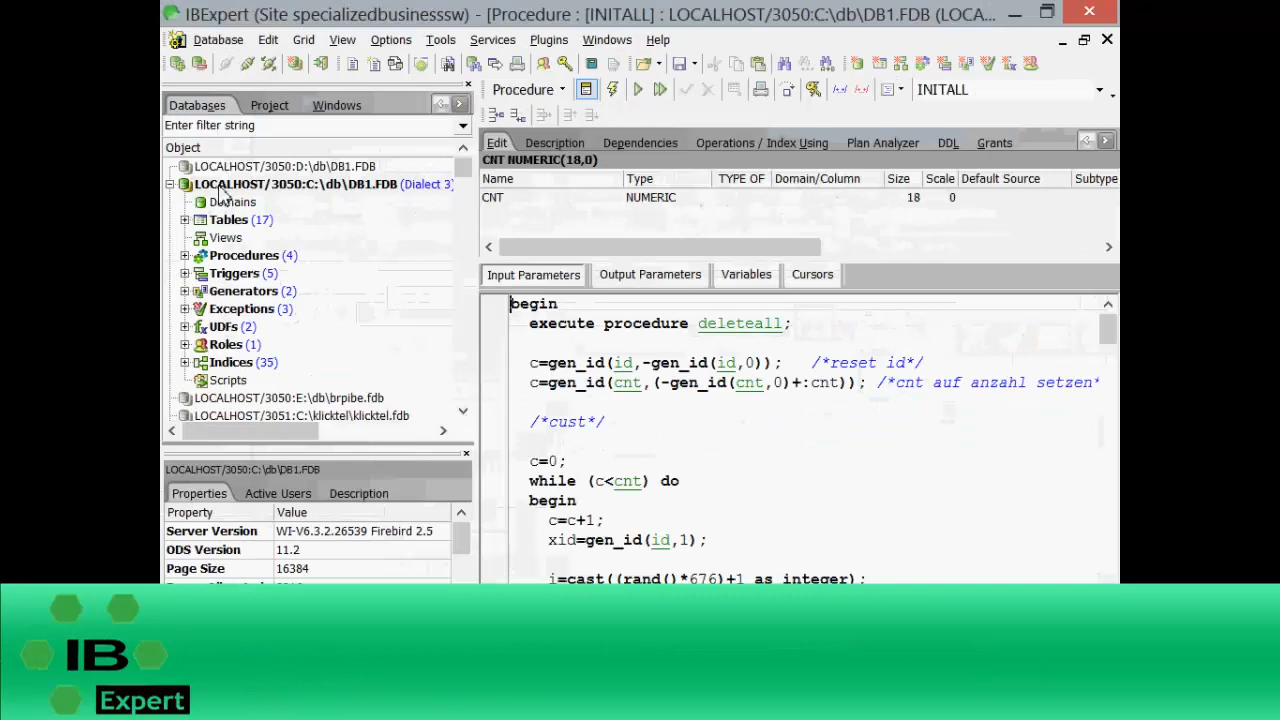 IBExpert (Site specializedbusinesssw) - [Procedure : [INITALL] : LOCALHOST/3050:C:\db\DB1.FDB (LOCA...
Database Edit Grid View Options Tools Services Plugins Windows Help
Procedure INITALL
Databases Project Windows
Enter filter string
Object
LOCALHOST/3050:D:\db\DB1.FDB
LOCALHOST/3050:C:\db\DB1.FDB (Dialect 3)
Domains
Tables (17)
Views
Procedures (4)
Triggers (5)
Generators (2)
Exceptions (3)
UDFs (2)
Roles (1)
Indices (35)
Scripts
LOCALHOST/3050:E:\db\brpibe.fdb
LOCALHOST/3051:C:\klicktel\klicktel.fdb
LOCALHOST/3050:C:\db\DB1.FDB
Properties Active Users Description
Property Value
Server Version WI-V6.3.2.26539 Firebird 2.5
ODS Version 11.2
Page Size 16384
Edit Description Dependencies Operations / Index Using Plan Analyzer DDL Grants
CNT NUMERIC(18,0)
Name Type TYPE OF Domain/Column Size Scale Default Source Subtype
CNT NUMERIC 18 0
Input Parameters Output Parameters Variables Cursors
begin
execute procedure deleteall;
c=gen_id(id,-gen_id(id,0)); /*reset id*/
c=gen_id(cnt,(-gen_id(cnt,0)+:cnt)); /*cnt auf anzahl setzen*
/*cust*/
c=0;
while (c<cnt) do
begin
c=c+1;
xid=gen_id(id,1);
i=cast((rand()*676)+1 as integer);
IB
Expert